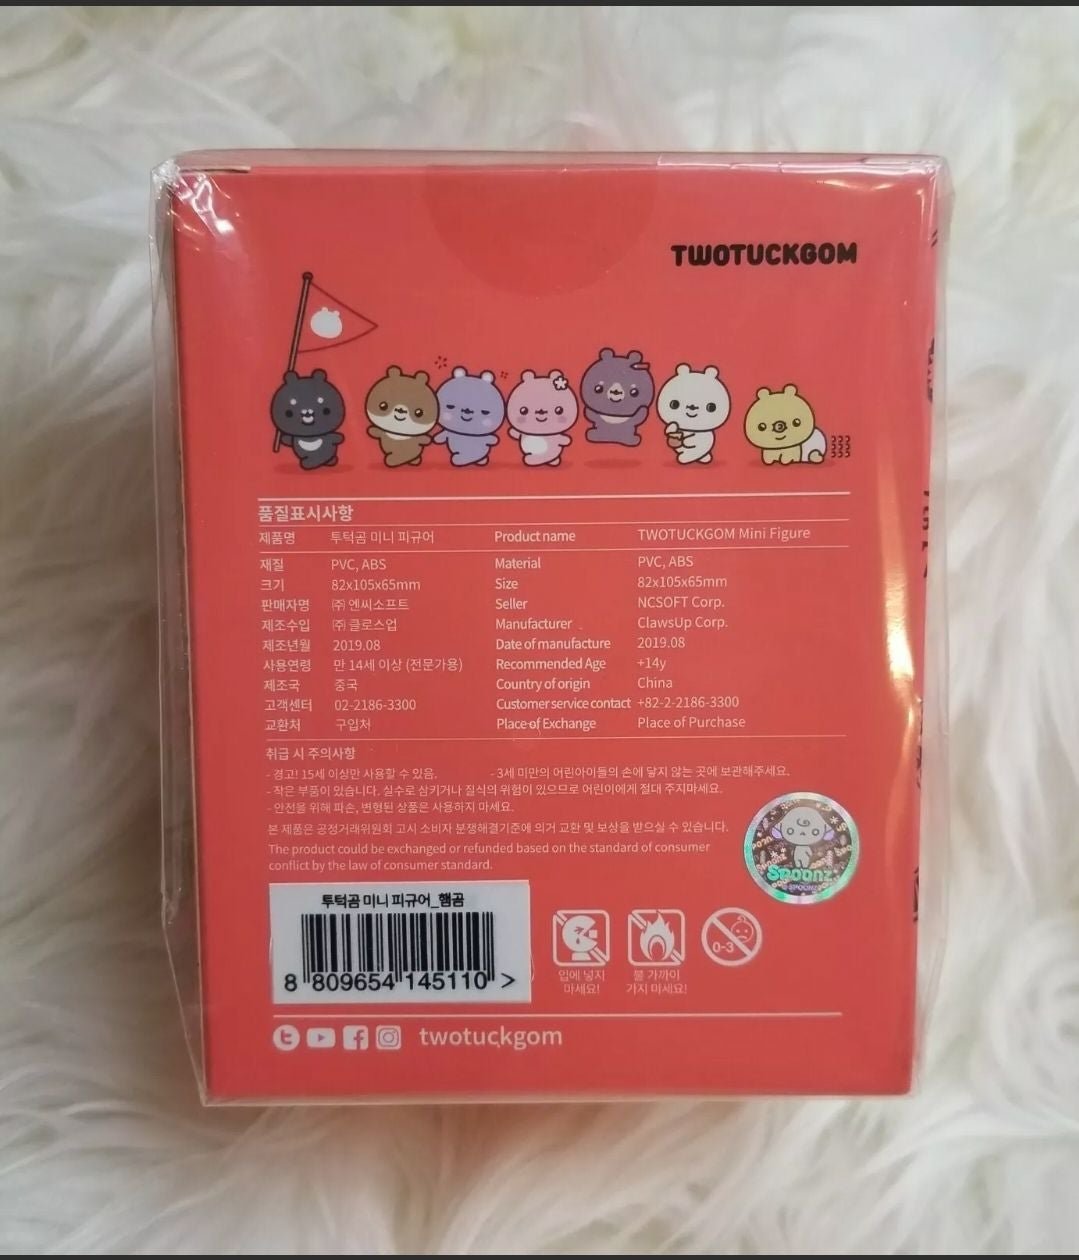 TWOTUCKGOM
품질표시사항
제품명 투턱곰 미니 피규어 Product name TWOTUCKGOM Mini Figure
재질 PVC, ABS Material PVC, ABS
크기 82x105x65mm Size 82x105x65mm
판매자명 ㈜ 엔씨소프트 Seller NCSOFT Corp.
제조수입 ㈜ 클로스업 Manufacturer ClawsUp Corp.
제조년월 2019.08 Date of manufacture 2019.08
사용연령 만 14세 이상 (전문가용) Recommended Age +14y
제조국 중국 Country of origin China
고객센터 02-2186-3300 Customer service contact +82-2-2186-3300
교환처 구입처 Place of Exchange Place of Purchase
취급 시 주의사항
- 경고! 15세 이상만 사용할 수 있음. - 3세 미만의 어린아이들의 손에 닿지 않는 곳에 보관해주세요.
- 작은 부품이 있습니다. 실수로 삼키거나 질식의 위험이 있으므로 어린이에게 절대 주지마세요.
- 안전을 위해 파손, 변형된 상품은 사용하지 마세요.
본 제품은 공정거래위원회 고시 소비자 분쟁해결기준에 의거 교환 및 보상을 받으실 수 있습니다.
The product could be exchanged or refunded based on the standard of consumer
conflict by the law of consumer standard.
Spoonz
투턱곰 미니 피규어_햄곰
8 809654 145110 >
0-3
입에 넣지
마세요!
불 가까이
가지 마세요!
twotuckgom